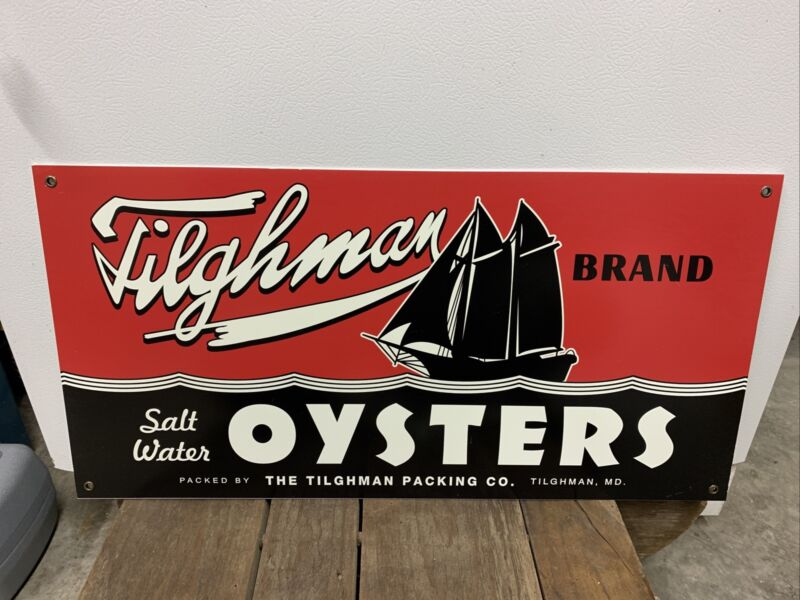 Tilghman
BRAND
Salt
Water
OYSTERS
PACKED BY THE TILGHMAN PACKING CO. TILGHMAN, MD.